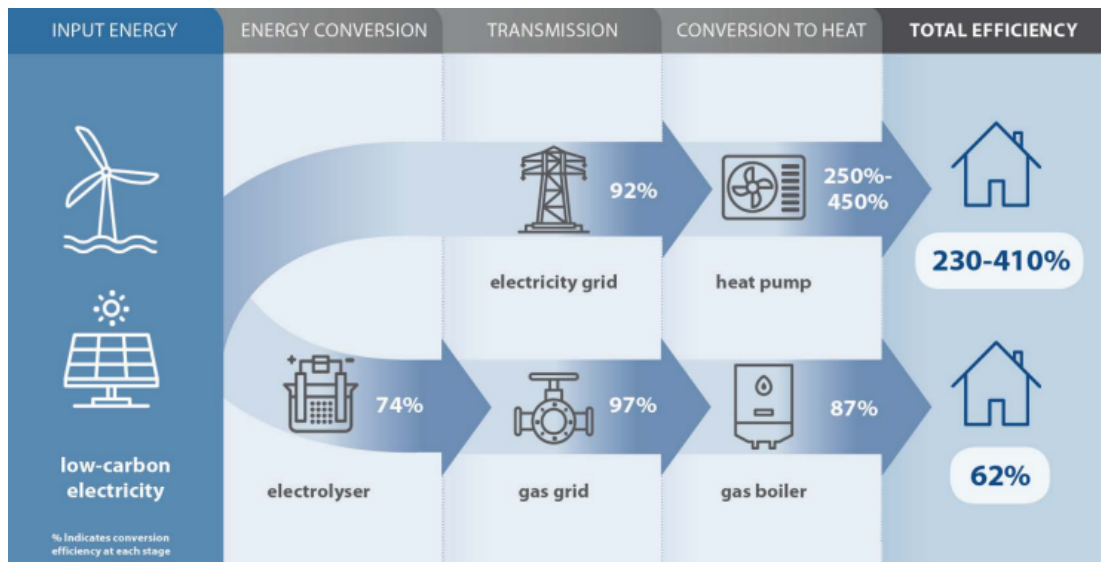 INPUT ENERGY
ENERGY CONVERSION
TRANSMISSION
CONVERSION TO HEAT
TOTAL EFFICIENCY
92%
250%-
450%
electricity grid
heat pump
230-410%
74%
97%
87%
low-carbon
electricity
electrolyser
gas grid
gas boiler
62%
% Indicates conversion
efficiency at each stage